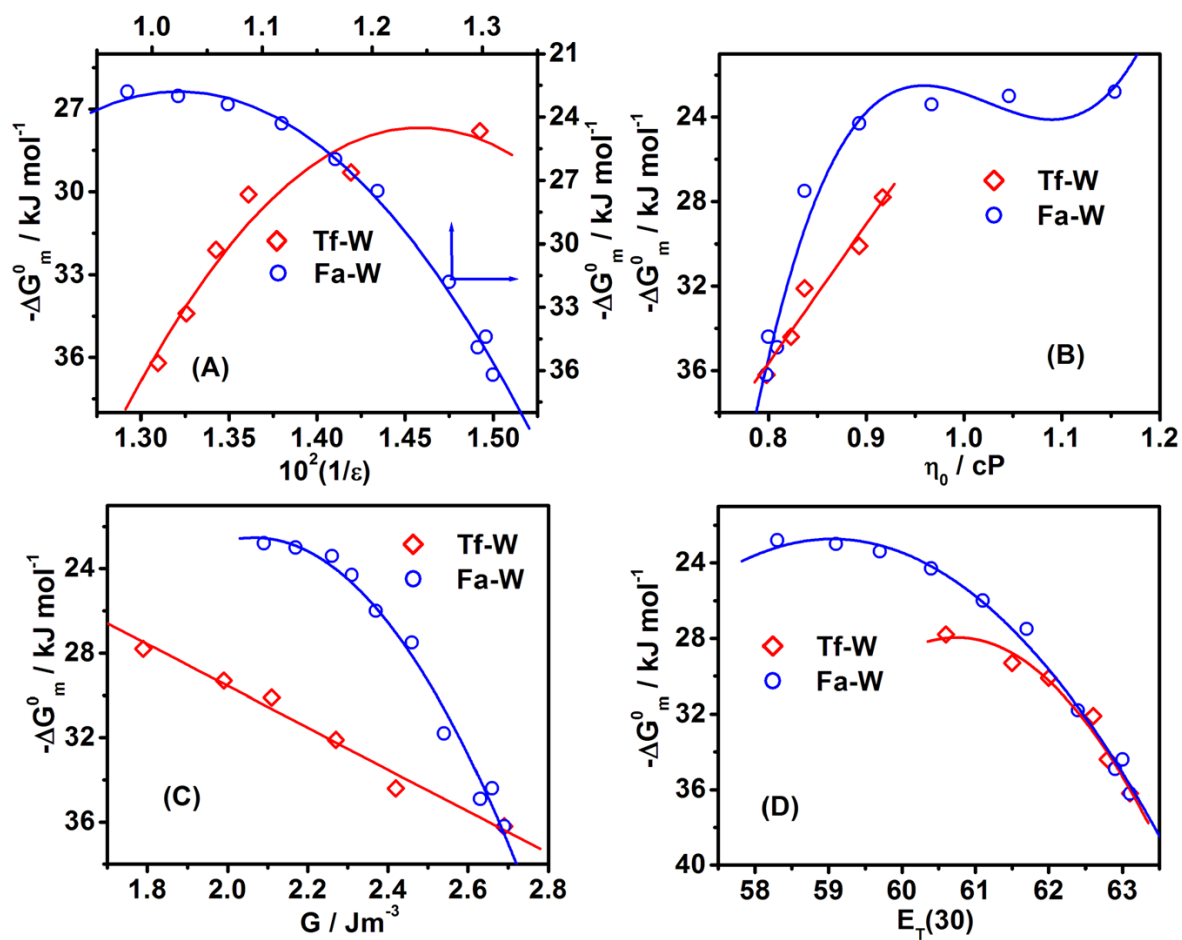 1.0 1.1 1.2 1.3
-ΔG⁰ₘ / kJ mol⁻¹
27
30
33
36
21
24
27
30
33
36
-ΔG⁰ₘ / kJ mol⁻¹
Tf-W
Fa-W
(A)
1.30 1.35 1.40 1.45 1.50
10²(1/ε)
-ΔG⁰ₘ / kJ mol⁻¹
24
28
32
36
Tf-W
Fa-W
(B)
0.8 0.9 1.0 1.1 1.2
η₀ / cP
-ΔG⁰ₘ / kJ mol⁻¹
24
28
32
36
Tf-W
Fa-W
(C)
1.8 2.0 2.2 2.4 2.6 2.8
G / Jm⁻³
-ΔG⁰ₘ / kJ mol⁻¹
24
28
32
36
40
Tf-W
Fa-W
(D)
58 59 60 61 62 63
E_T(30)